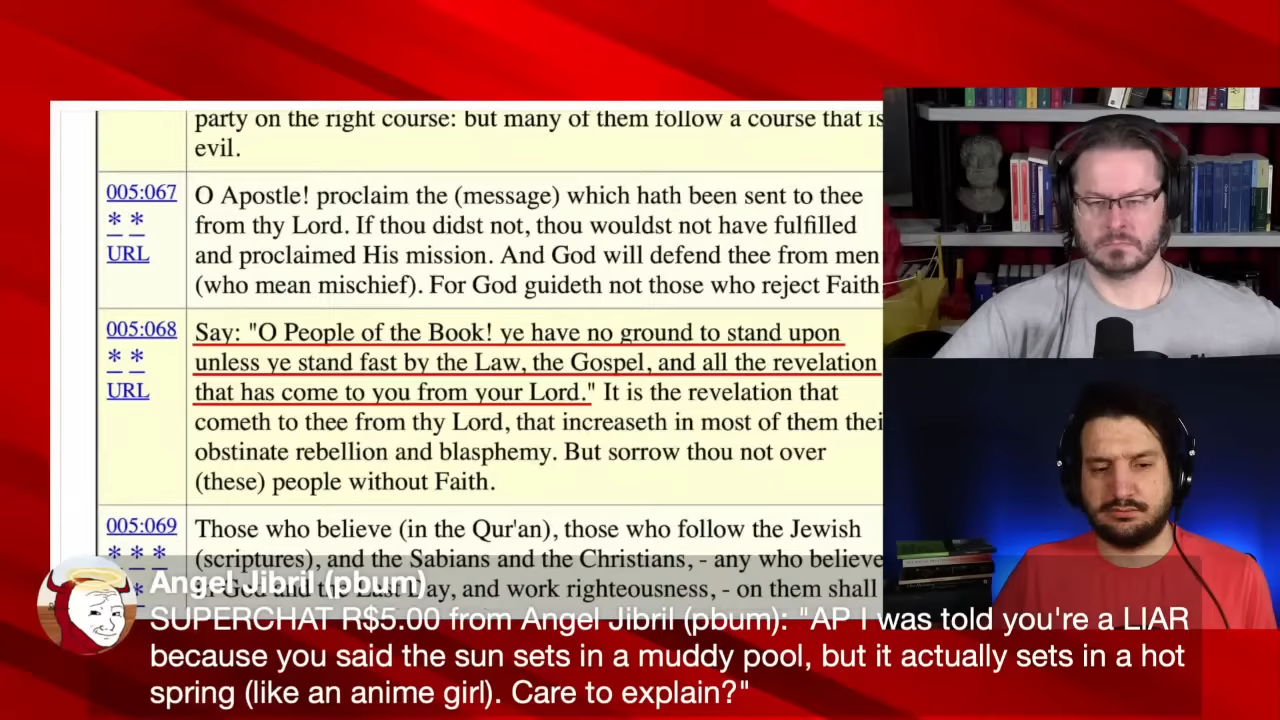 party on the right course: but many of them follow a course that is
evil.
005:067
* *
URL
O Apostle! proclaim the (message) which hath been sent to thee
from thy Lord. If thou didst not, thou wouldst not have fulfilled
and proclaimed His mission. And God will defend thee from men
(who mean mischief). For God guideth not those who reject Faith
005:068
* *
URL
Say: "O People of the Book! ye have no ground to stand upon
unless ye stand fast by the Law, the Gospel, and all the revelation
that has come to you from your Lord." It is the revelation that
cometh to thee from thy Lord, that increaseth in most of them thei
obstinate rebellion and blasphemy. But sorrow thou not over
(these) people without Faith.
005:069
* * *
Those who believe (in the Qur'an), those who follow the Jewish
(scriptures), and the Sabians and the Christians, - any who believe
in God and the Last Day, and work righteousness, - on them shall
Angel Jibril (pbum)
SUPERCHAT R$5.00 from Angel Jibril (pbum): "AP I was told you're a LIAR
because you said the sun sets in a muddy pool, but it actually sets in a hot
spring (like an anime girl). Care to explain?"